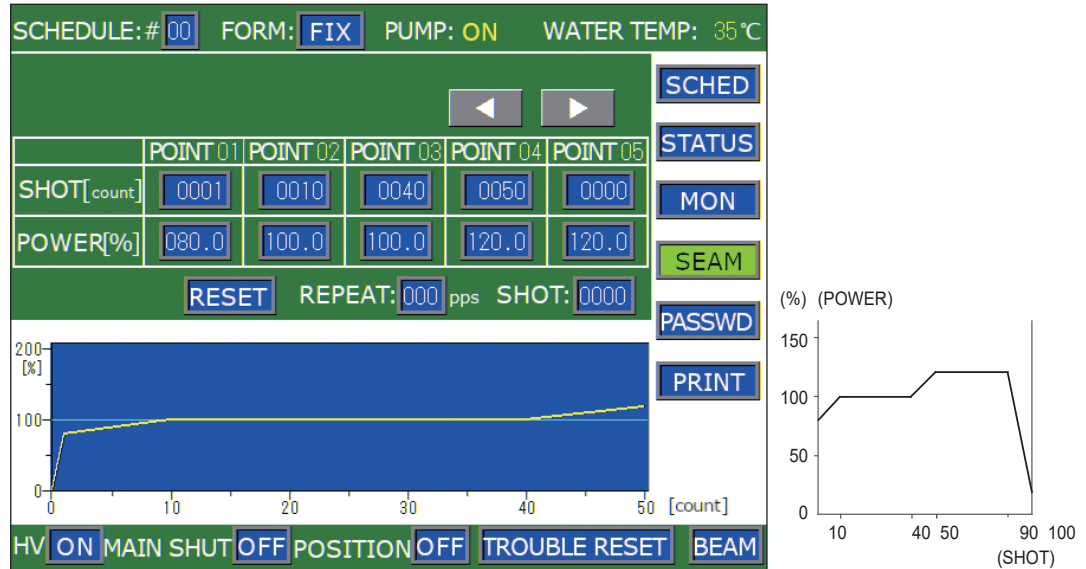 SCHEDULE:# 00 FORM: FIX PUMP: ON WATER TEMP: 35℃
SCHED
STATUS
POINT 01 POINT 02 POINT 03 POINT 04 POINT 05
SHOT[count] 0001 0010 0040 0050 0000
MON
POWER[%] 080.0 100.0 100.0 120.0 120.0
SEAM
RESET REPEAT: 000 pps SHOT: 0000
PASSWD
PRINT
200
[%]
100
0
0 10 20 30 40 50 [count]
HV ON MAIN SHUT OFF POSITION OFF TROUBLE RESET BEAM
(%) (POWER)
150
100
50
0
10 40 50 90 100
(SHOT)